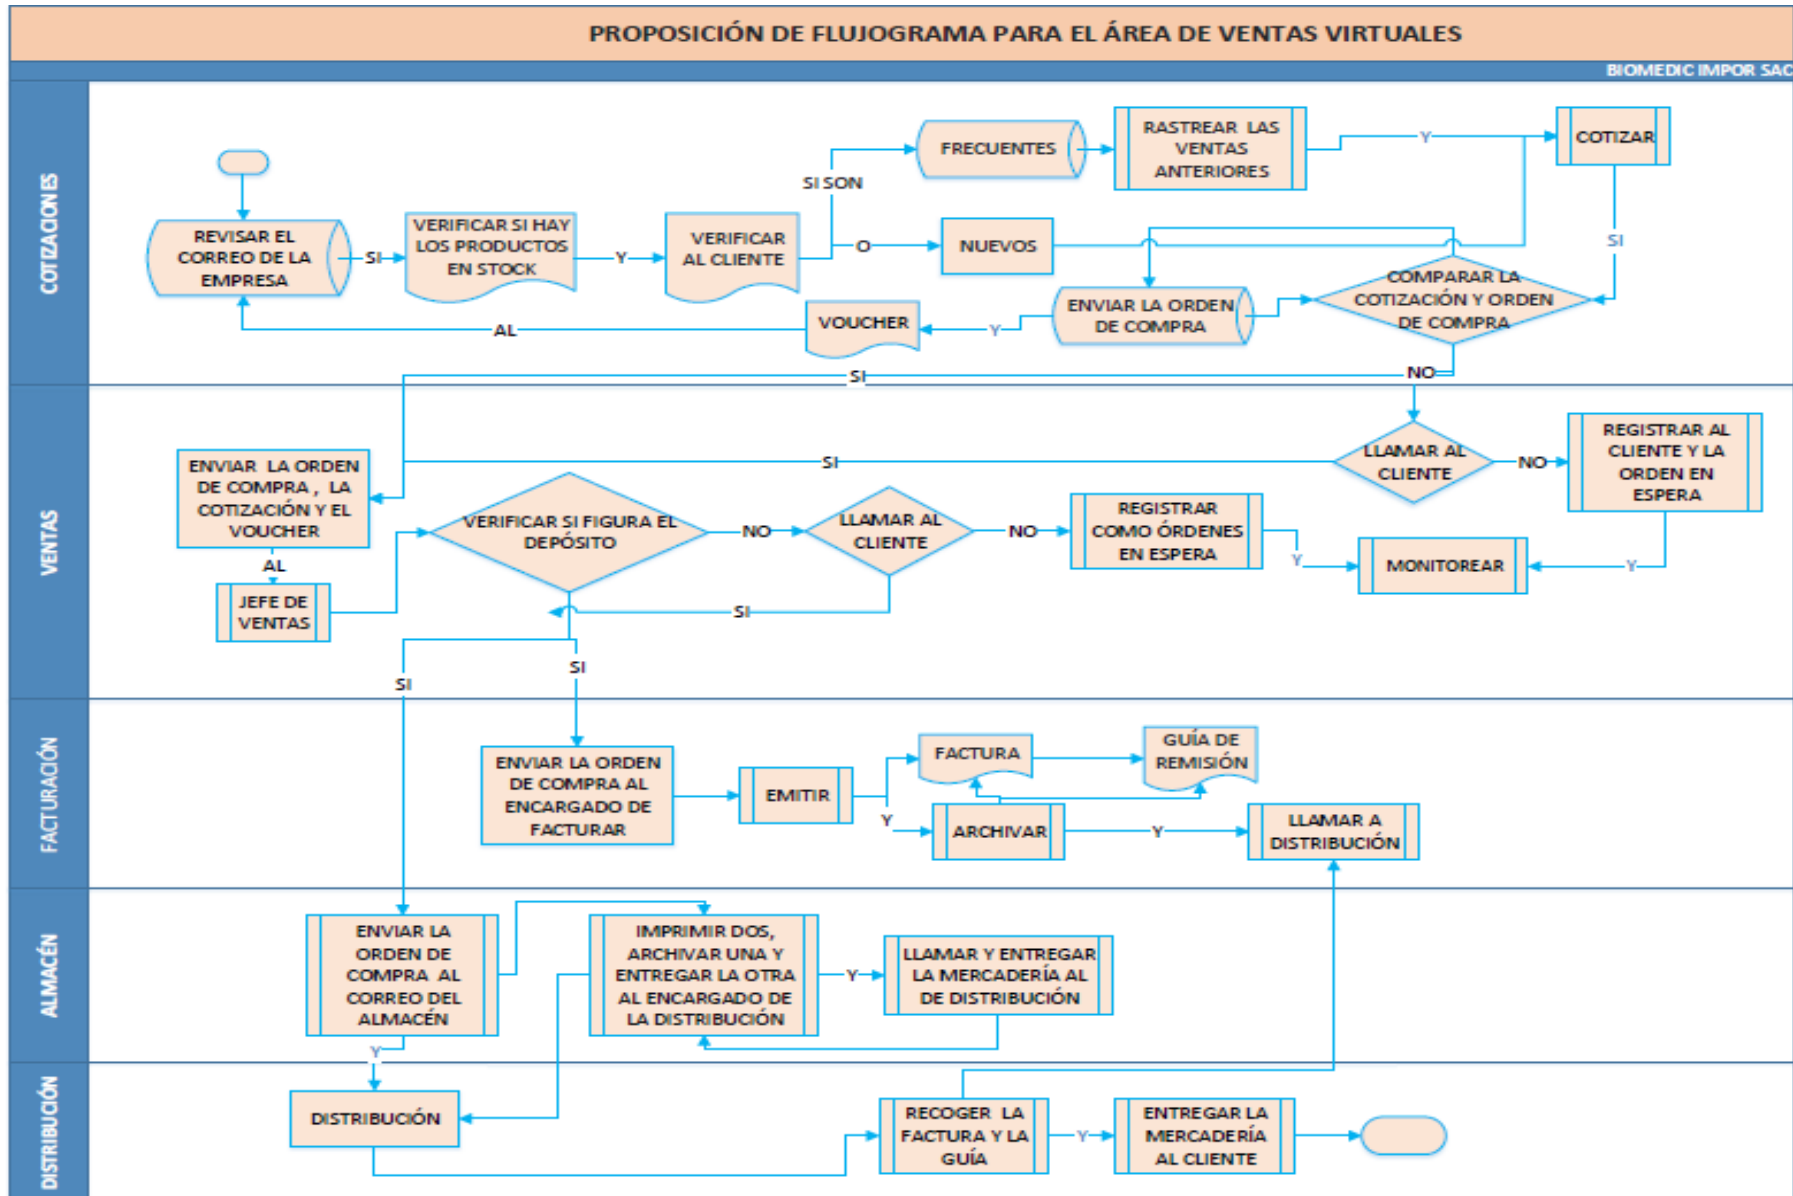 PROPOSICIÓN DE FLUJOGRAMA PARA EL ÁREA DE VENTAS VIRTUALES
BIOMEDIC IMPOR SAC
COTIZACIONES
REVISAR EL
CORREO DE LA
EMPRESA
SI
VERIFICAR SI HAY
LOS PRODUCTOS
EN STOCK
Y
VERIFICAR
AL CLIENTE
SI SON
FRECUENTES
RASTREAR LAS
VENTAS
ANTERIORES
Y
COTIZAR
O
NUEVOS
SI
COMPARAR LA
COTIZACIÓN Y ORDEN
DE COMPRA
ENVIAR LA ORDEN
DE COMPRA
Y
VOUCHER
AL
SI
NO
VENTAS
ENVIAR LA ORDEN
DE COMPRA , LA
COTIZACIÓN Y EL
VOUCHER
AL
JEFE DE
VENTAS
SI
LLAMAR AL
CLIENTE
NO
REGISTRAR AL
CLIENTE Y LA
ORDEN EN
ESPERA
VERIFICAR SI FIGURA EL
DEPÓSITO
NO
LLAMAR AL
CLIENTE
NO
REGISTRAR
COMO ÓRDENES
EN ESPERA
Y
MONITOREAR
Y
SI
SI
SI
FACTURACIÓN
ENVIAR LA ORDEN
DE COMPRA AL
ENCARGADO DE
FACTURAR
EMITIR
Y
FACTURA
GUÍA DE
REMISIÓN
ARCHIVAR
Y
LLAMAR A
DISTRIBUCIÓN
ALMACÉN
ENVIAR LA
ORDEN DE
COMPRA AL
CORREO DEL
ALMACÉN
IMPRIMIR DOS,
ARCHIVAR UNA Y
ENTREGAR LA OTRA
AL ENCARGADO DE
LA DISTRIBUCIÓN
Y
LLAMAR Y ENTREGAR
LA MERCADERÍA AL
DE DISTRIBUCIÓN
Y
DISTRIBUCIÓN
DISTRIBUCIÓN
RECOGER LA
FACTURA Y LA
GUÍA
Y
ENTREGAR LA
MERCADERÍA
AL CLIENTE